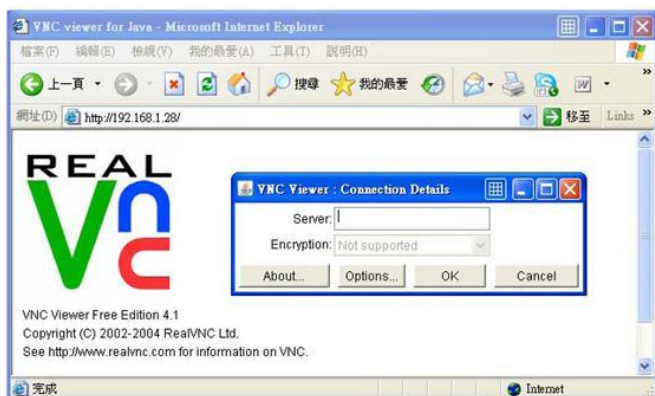 VNC viewer for Java - Microsoft Internet Explorer
檔案(F) 編輯(E) 檢視(V) 我的最愛(A) 工具(T) 說明(H)
上一頁 搜尋 我的最愛 W »
網址(D) http://192.168.1.28/ 移至 Links »
REAL
Vnc
VNC Viewer : Connection Details
Server:
Encryption: Not supported
About... Options... OK Cancel
VNC Viewer Free Edition 4.1
Copyright (C) 2002-2004 RealVNC Ltd.
See http://www.realvnc.com for information on VNC.
完成 Internet